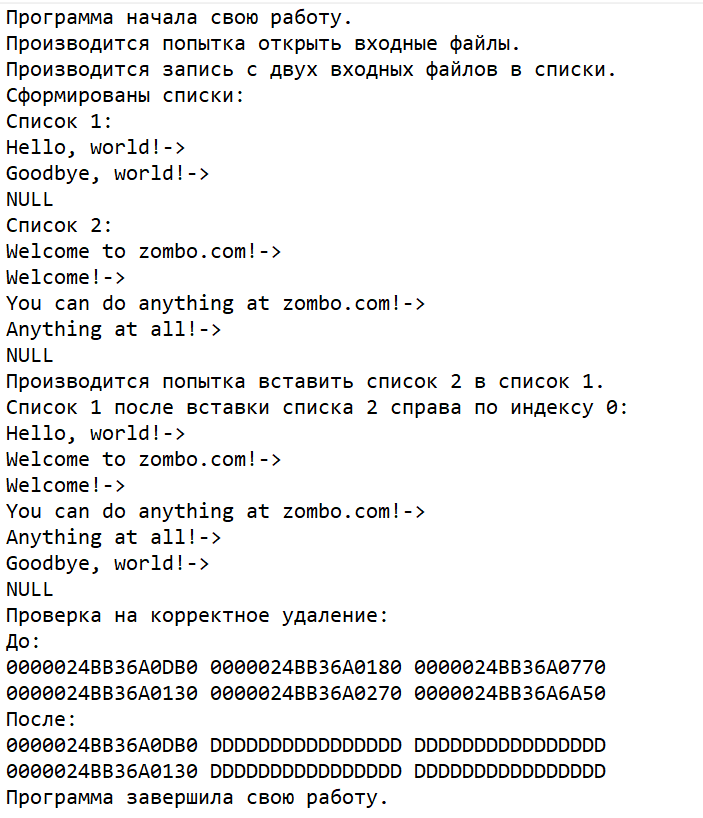 Программа начала свою работу.
Производится попытка открыть входные файлы.
Производится запись с двух входных файлов в списки.
Сформированы списки:
Список 1:
Hello, world!->
Goodbye, world!->
NULL
Список 2:
Welcome to zombo.com!->
Welcome!->
You can do anything at zombo.com!->
Anything at all!->
NULL
Производится попытка вставить список 2 в список 1.
Список 1 после вставки списка 2 справа по индексу 0:
Hello, world!->
Welcome to zombo.com!->
Welcome!->
You can do anything at zombo.com!->
Anything at all!->
Goodbye, world!->
NULL
Проверка на корректное удаление:
До:
0000024BB36A0DB0 0000024BB36A0180 0000024BB36A0770
0000024BB36A0130 0000024BB36A0270 0000024BB36A6A50
После:
0000024BB36A0DB0 DDDDDDDDDDDDDDDD DDDDDDDDDDDDDDDD
0000024BB36A0130 DDDDDDDDDDDDDDDD DDDDDDDDDDDDDDDD
Программа завершила свою работу.